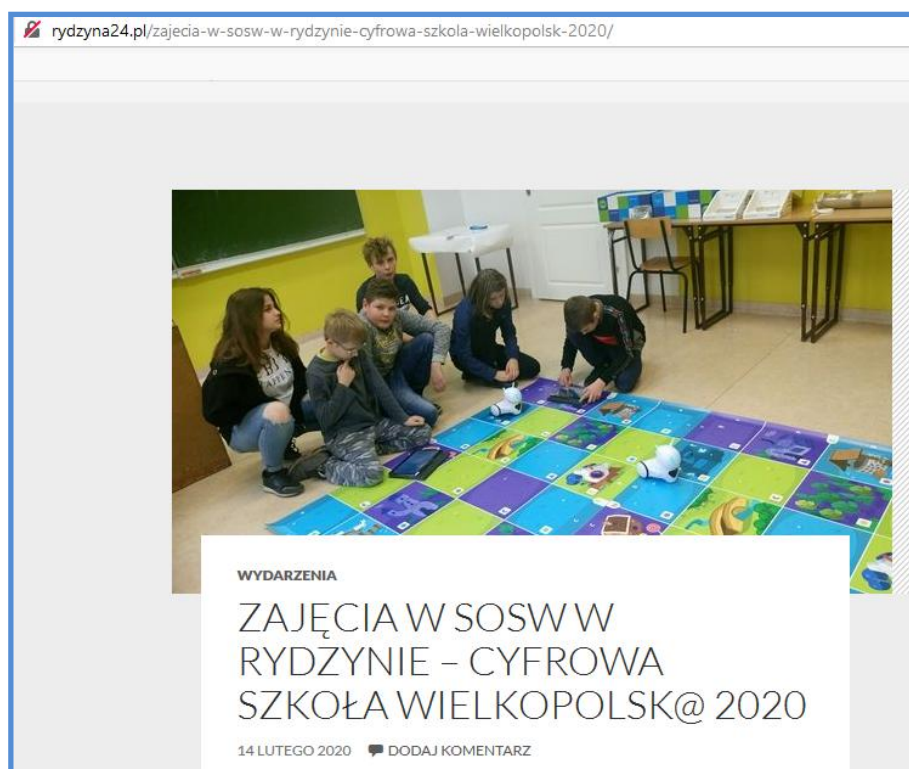 rydzyna24.pl/zajecia-w-sosw-w-rydzynie-cyfrowa-szkola-wielkopolsk-2020/
WYDARZENIA
ZAJĘCIA W SOSW W
RYDZYNIE – CYFROWA
SZKOŁA WIELKOPOLSK@ 2020
14 LUTEGO 2020 DODAJ KOMENTARZ